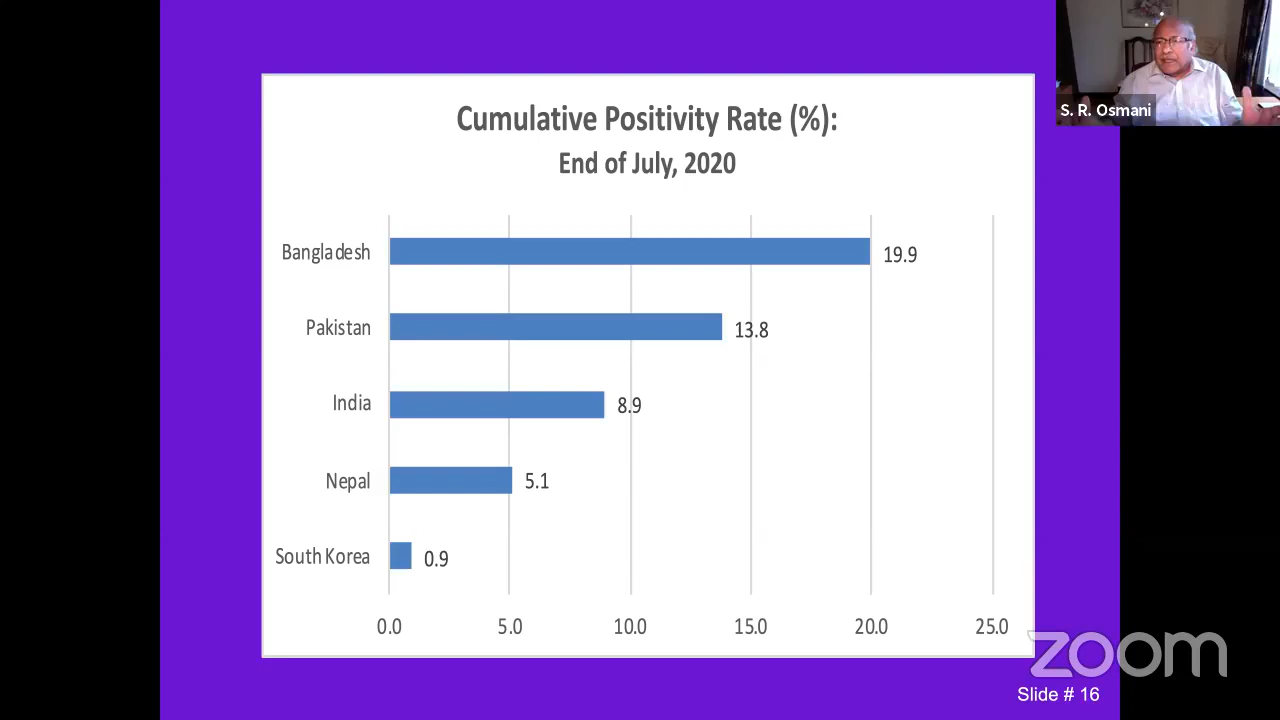 S. R. Osmani
Cumulative Positivity Rate (%):
End of July, 2020
Bangladesh 19.9
Pakistan 13.8
India 8.9
Nepal 5.1
South Korea 0.9
0.0 5.0 10.0 15.0 20.0 25.0
zoom
Slide # 16